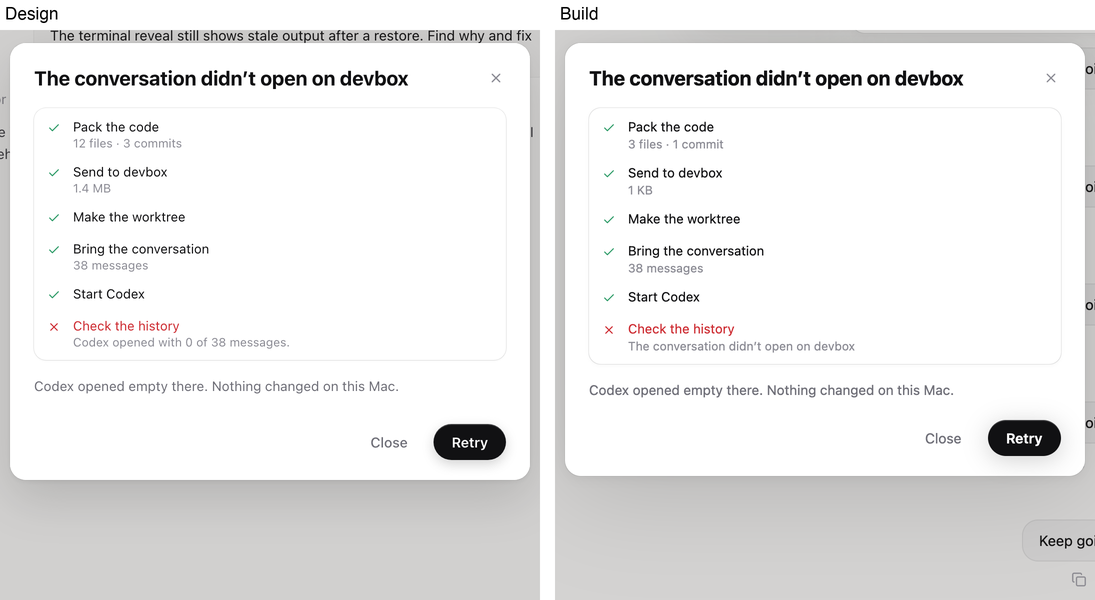 Design
The terminal reveal still shows stale output after a restore. Find why and fix
The conversation didn’t open on devbox
Pack the code
12 files · 3 commits
Send to devbox
1.4 MB
Make the worktree
Bring the conversation
38 messages
Start Codex
Check the history
Codex opened with 0 of 38 messages.
Codex opened empty there. Nothing changed on this Mac.
Close
Retry
Build
The conversation didn’t open on devbox
Pack the code
3 files · 1 commit
Send to devbox
1 KB
Make the worktree
Bring the conversation
38 messages
Start Codex
Check the history
The conversation didn’t open on devbox
Codex opened empty there. Nothing changed on this Mac.
Close
Retry
Keep goi